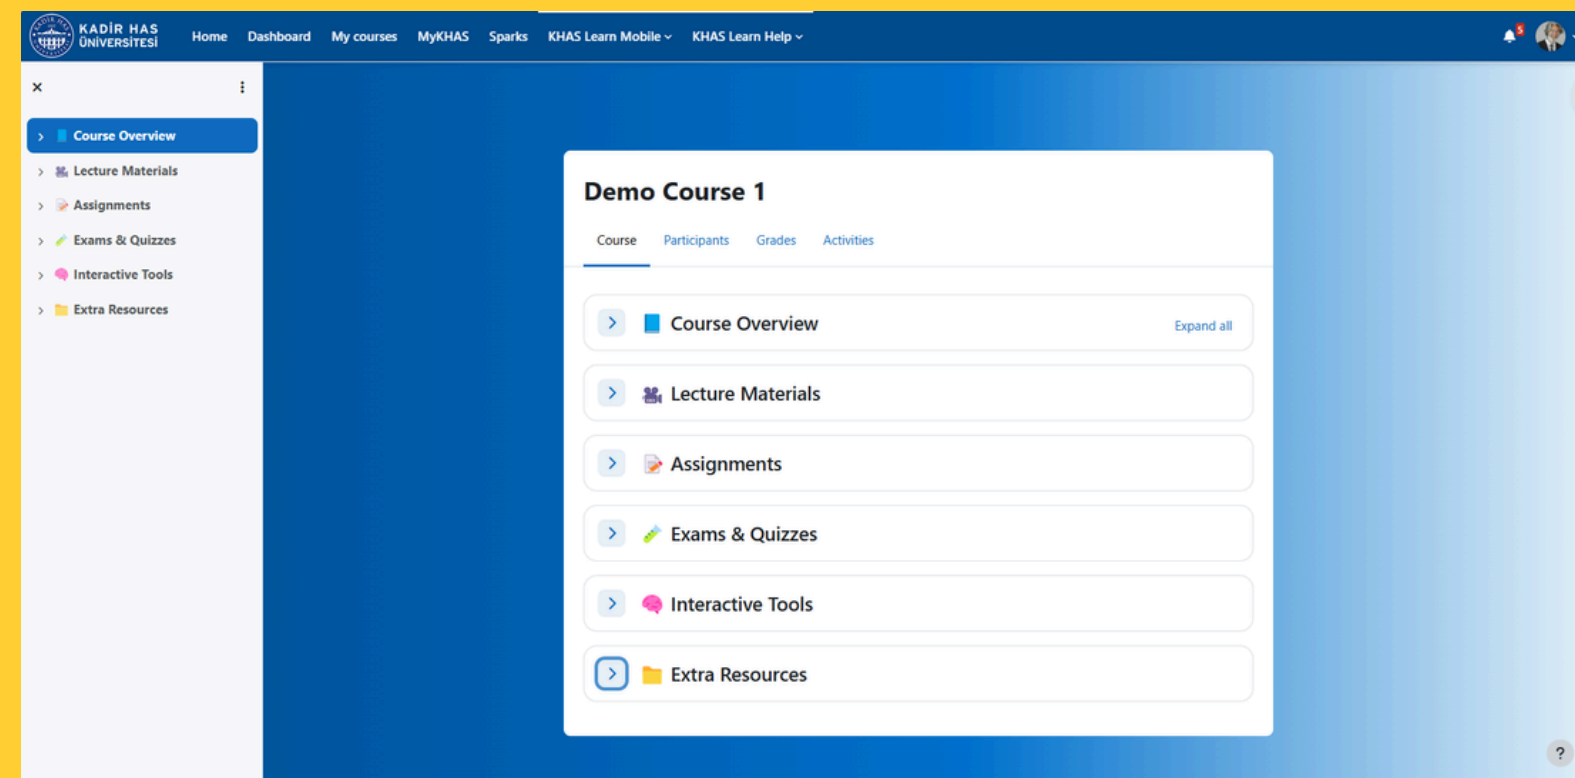 KADİR HAS
ÜNİVERSİTESİ
Home Dashboard My courses MyKHAS Sparks KHAS Learn Mobile KHAS Learn Help
5
Course Overview
Lecture Materials
Assignments
Exams & Quizzes
Interactive Tools
Extra Resources
Demo Course 1
Course Participants Grades Activities
Course Overview Expand all
Lecture Materials
Assignments
Exams & Quizzes
Interactive Tools
Extra Resources
?